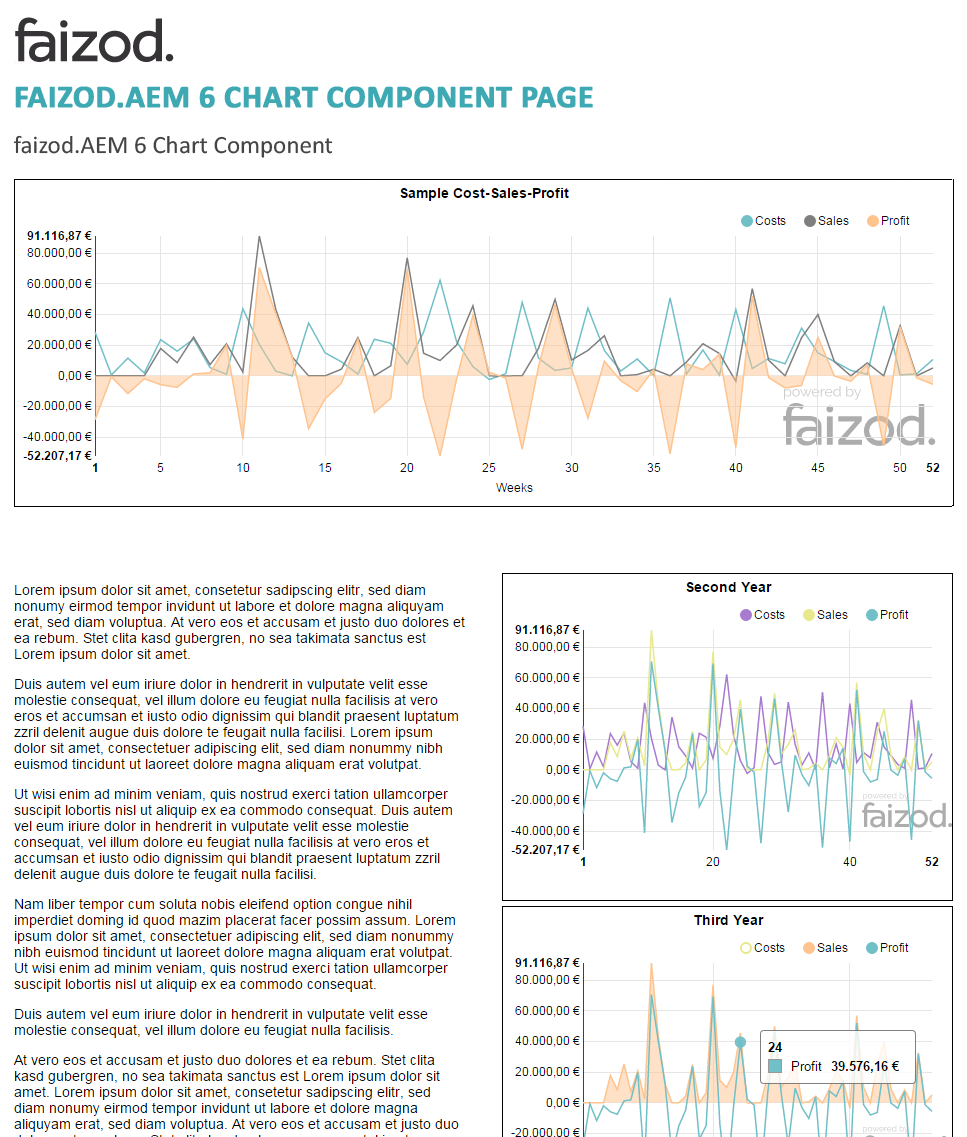 faizod.
FAIZOD.AEM 6 CHART COMPONENT PAGE
faizod.AEM 6 Chart Component
Sample Cost-Sales-Profit
Costs Sales Profit
91.116,87 €
80.000,00 €
60.000,00 €
40.000,00 €
20.000,00 €
0,00 €
-20.000,00 €
-40.000,00 €
-52.207,17 €
1 5 10 15 20 25 30 35 40 45 50 52
Weeks
powered by
faizod.
Lorem ipsum dolor sit amet, consetetur sadipscing elitr, sed diam
nonumy eirmod tempor invidunt ut labore et dolore magna aliquyam
erat, sed diam voluptua. At vero eos et accusam et justo duo dolores et
ea rebum. Stet clita kasd gubergren, no sea takimata sanctus est
Lorem ipsum dolor sit amet.
Duis autem vel eum iriure dolor in hendrerit in vulputate velit esse
molestie consequat, vel illum dolore eu feugiat nulla facilisis at vero
eros et accumsan et iusto odio dignissim qui blandit praesent luptatum
zzril delenit augue duis dolore te feugait nulla facilisi. Lorem ipsum
dolor sit amet, consectetuer adipiscing elit, sed diam nonummy nibh
euismod tincidunt ut laoreet dolore magna aliquam erat volutpat.
Ut wisi enim ad minim veniam, quis nostrud exerci tation ullamcorper
suscipit lobortis nisl ut aliquip ex ea commodo consequat. Duis autem
vel eum iriure dolor in hendrerit in vulputate velit esse molestie
consequat, vel illum dolore eu feugiat nulla facilisis at vero eros et
accumsan et iusto odio dignissim qui blandit praesent luptatum zzril
delenit augue duis dolore te feugait nulla facilisi.
Nam liber tempor cum soluta nobis eleifend option congue nihil
imperdiet doming id quod mazim placerat facer possim assum. Lorem
ipsum dolor sit amet, consectetuer adipiscing elit, sed diam nonummy
nibh euismod tincidunt ut laoreet dolore magna aliquam erat volutpat.
Ut wisi enim ad minim veniam, quis nostrud exerci tation ullamcorper
suscipit lobortis nisl ut aliquip ex ea commodo consequat.
Duis autem vel eum iriure dolor in hendrerit in vulputate velit esse
molestie consequat, vel illum dolore eu feugiat nulla facilisis.
At vero eos et accusam et justo duo dolores et ea rebum. Stet clita
kasd gubergren, no sea takimata sanctus est Lorem ipsum dolor sit
amet. Lorem ipsum dolor sit amet, consetetur sadipscing elitr, sed
diam nonumy eirmod tempor invidunt ut labore et dolore magna
aliquyam erat, sed diam voluptua. At vero eos et accusam et justo duo
Second Year
Costs Sales Profit
91.116,87 €
80.000,00 €
60.000,00 €
40.000,00 €
20.000,00 €
0,00 €
-20.000,00 €
-40.000,00 €
-52.207,17 €
1 20 40 52
powered by
faizod.
Third Year
Costs Sales Profit
91.116,87 €
80.000,00 €
60.000,00 €
40.000,00 €
20.000,00 €
0,00 €
-20.000,00 €
24
Profit 39.576,16 €
powered by